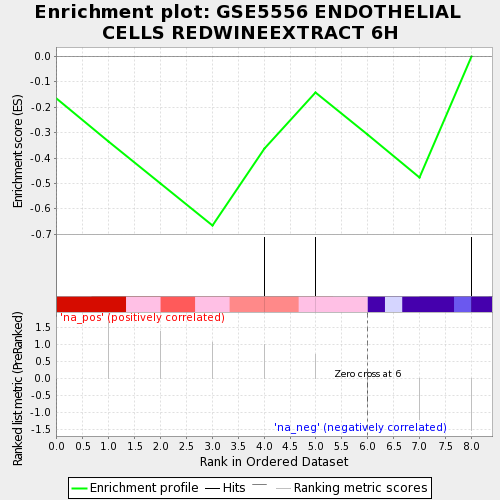 Enrichment plot: GSE5556 ENDOTHELIAL
CELLS REDWINEEXTRACT 6H
Enrichment score (ES)
0.0
-0.1
-0.2
-0.3
-0.4
-0.5
-0.6
-0.7
'na_pos' (positively correlated)
Ranked list metric (PreRanked)
1.5
1.0
0.5
0.0
-0.5
-1.0
-1.5
Zero cross at 6
'na_neg' (negatively correlated)
0.0 0.5 1.0 1.5 2.0 2.5 3.0 3.5 4.0 4.5 5.0 5.5 6.0 6.5 7.0 7.5 8.0
Rank in Ordered Dataset
Enrichment profile Hits Ranking metric scores